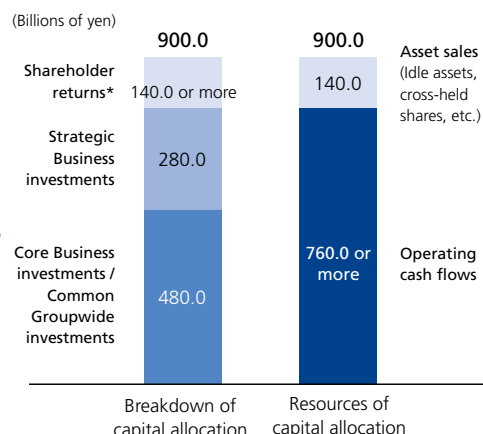 (Billions of yen)
900.0
900.0
Shareholder
returns*
140.0 or more
140.0
Asset sales
(Idle assets,
cross-held
shares, etc.)
Strategic
Business
investments
280.0
Core Business
investments /
Common
Groupwide
investments
480.0
760.0 or
more
Operating
cash flows
Breakdown of
capital allocation
Resources of
capital allocation